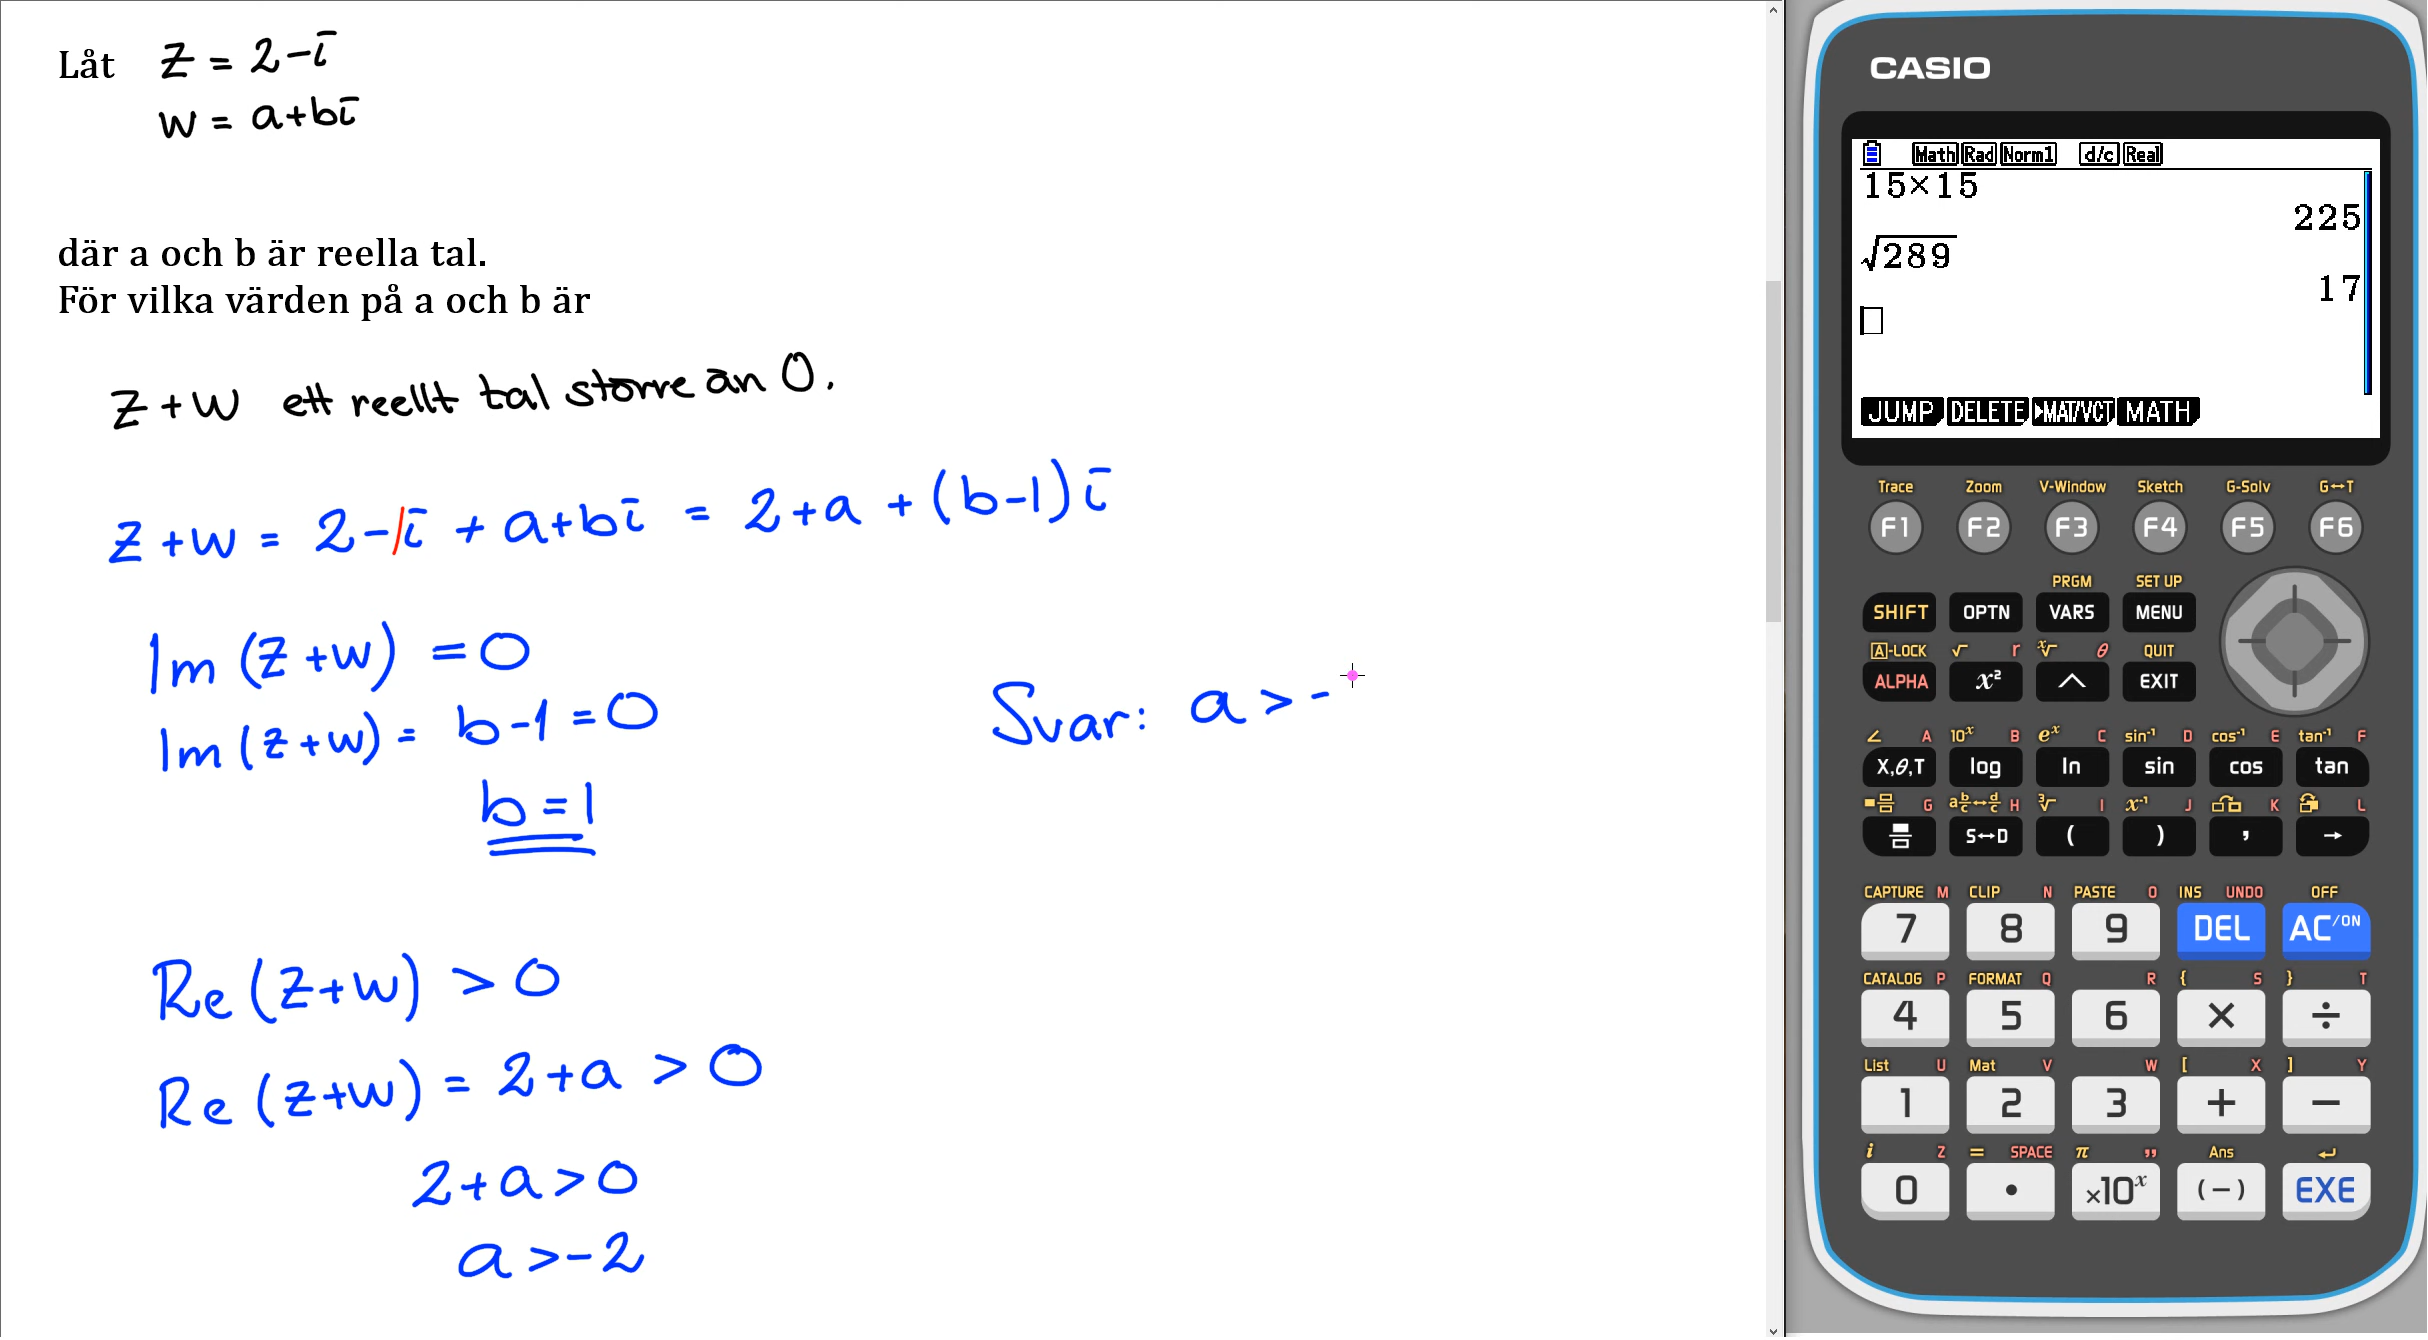 Låt z = 2-i
w = a+bi
där a och b är reella tal.
För vilka värden på a och b är
z+w ett reellt tal större än 0.
z+w = 2-1i + a+bi = 2+a + (b-1)i
Im (z+w) = 0
Im (z+w) = b-1 = 0
b = 1
Svar: a > -
Re (z+w) > 0
Re (z+w) = 2+a > 0
2+a > 0
a > -2
CASIO
Math Rad Norm1 d/c Real
15×15
225
√289
17
JUMP DELETE ▶MAT/VCT MATH
Trace Zoom V-Window Sketch G-Solv G↔T
F1 F2 F3 F4 F5 F6
PRGM SET UP
SHIFT OPTN VARS MENU
A-LOCK √ r ˣ√ θ QUIT
ALPHA x² ^ EXIT
∠ A 10ˣ B eˣ C sin⁻¹ D cos⁻¹ E tan⁻¹ F
X,θ,T log ln sin cos tan
G a b/c↔d/c H ³√ I x⁻¹ J K L
S↔D ( ) , →
CAPTURE M CLIP N PASTE O INS UNDO OFF
7 8 9 DEL AC/ON
CATALOG P FORMAT Q R { S } T
4 5 6 × ÷
List U Mat V W [ X ] Y
1 2 3 + −
i Z = SPACE π " Ans ↵
0 • ×10ˣ (−) EXE